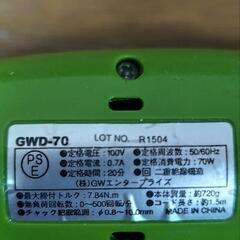 GWD-70 LOT NO. R1504
PSE
●定格電圧：100V ●定格周波数：50/60Hz
●定格電流：0.7A ●定格消費電力：70W
●定格時間：20分 回 二重絶縁構造
(株)GWエンタープライズ
●最大締付トルク：7.84N.m ●本体質量：約720g
●無負荷回転数：0~500回転/分 ●コード長さ：約1.5m
●チャック把握範囲：φ0.8~10.0mm MADE IN CHINA